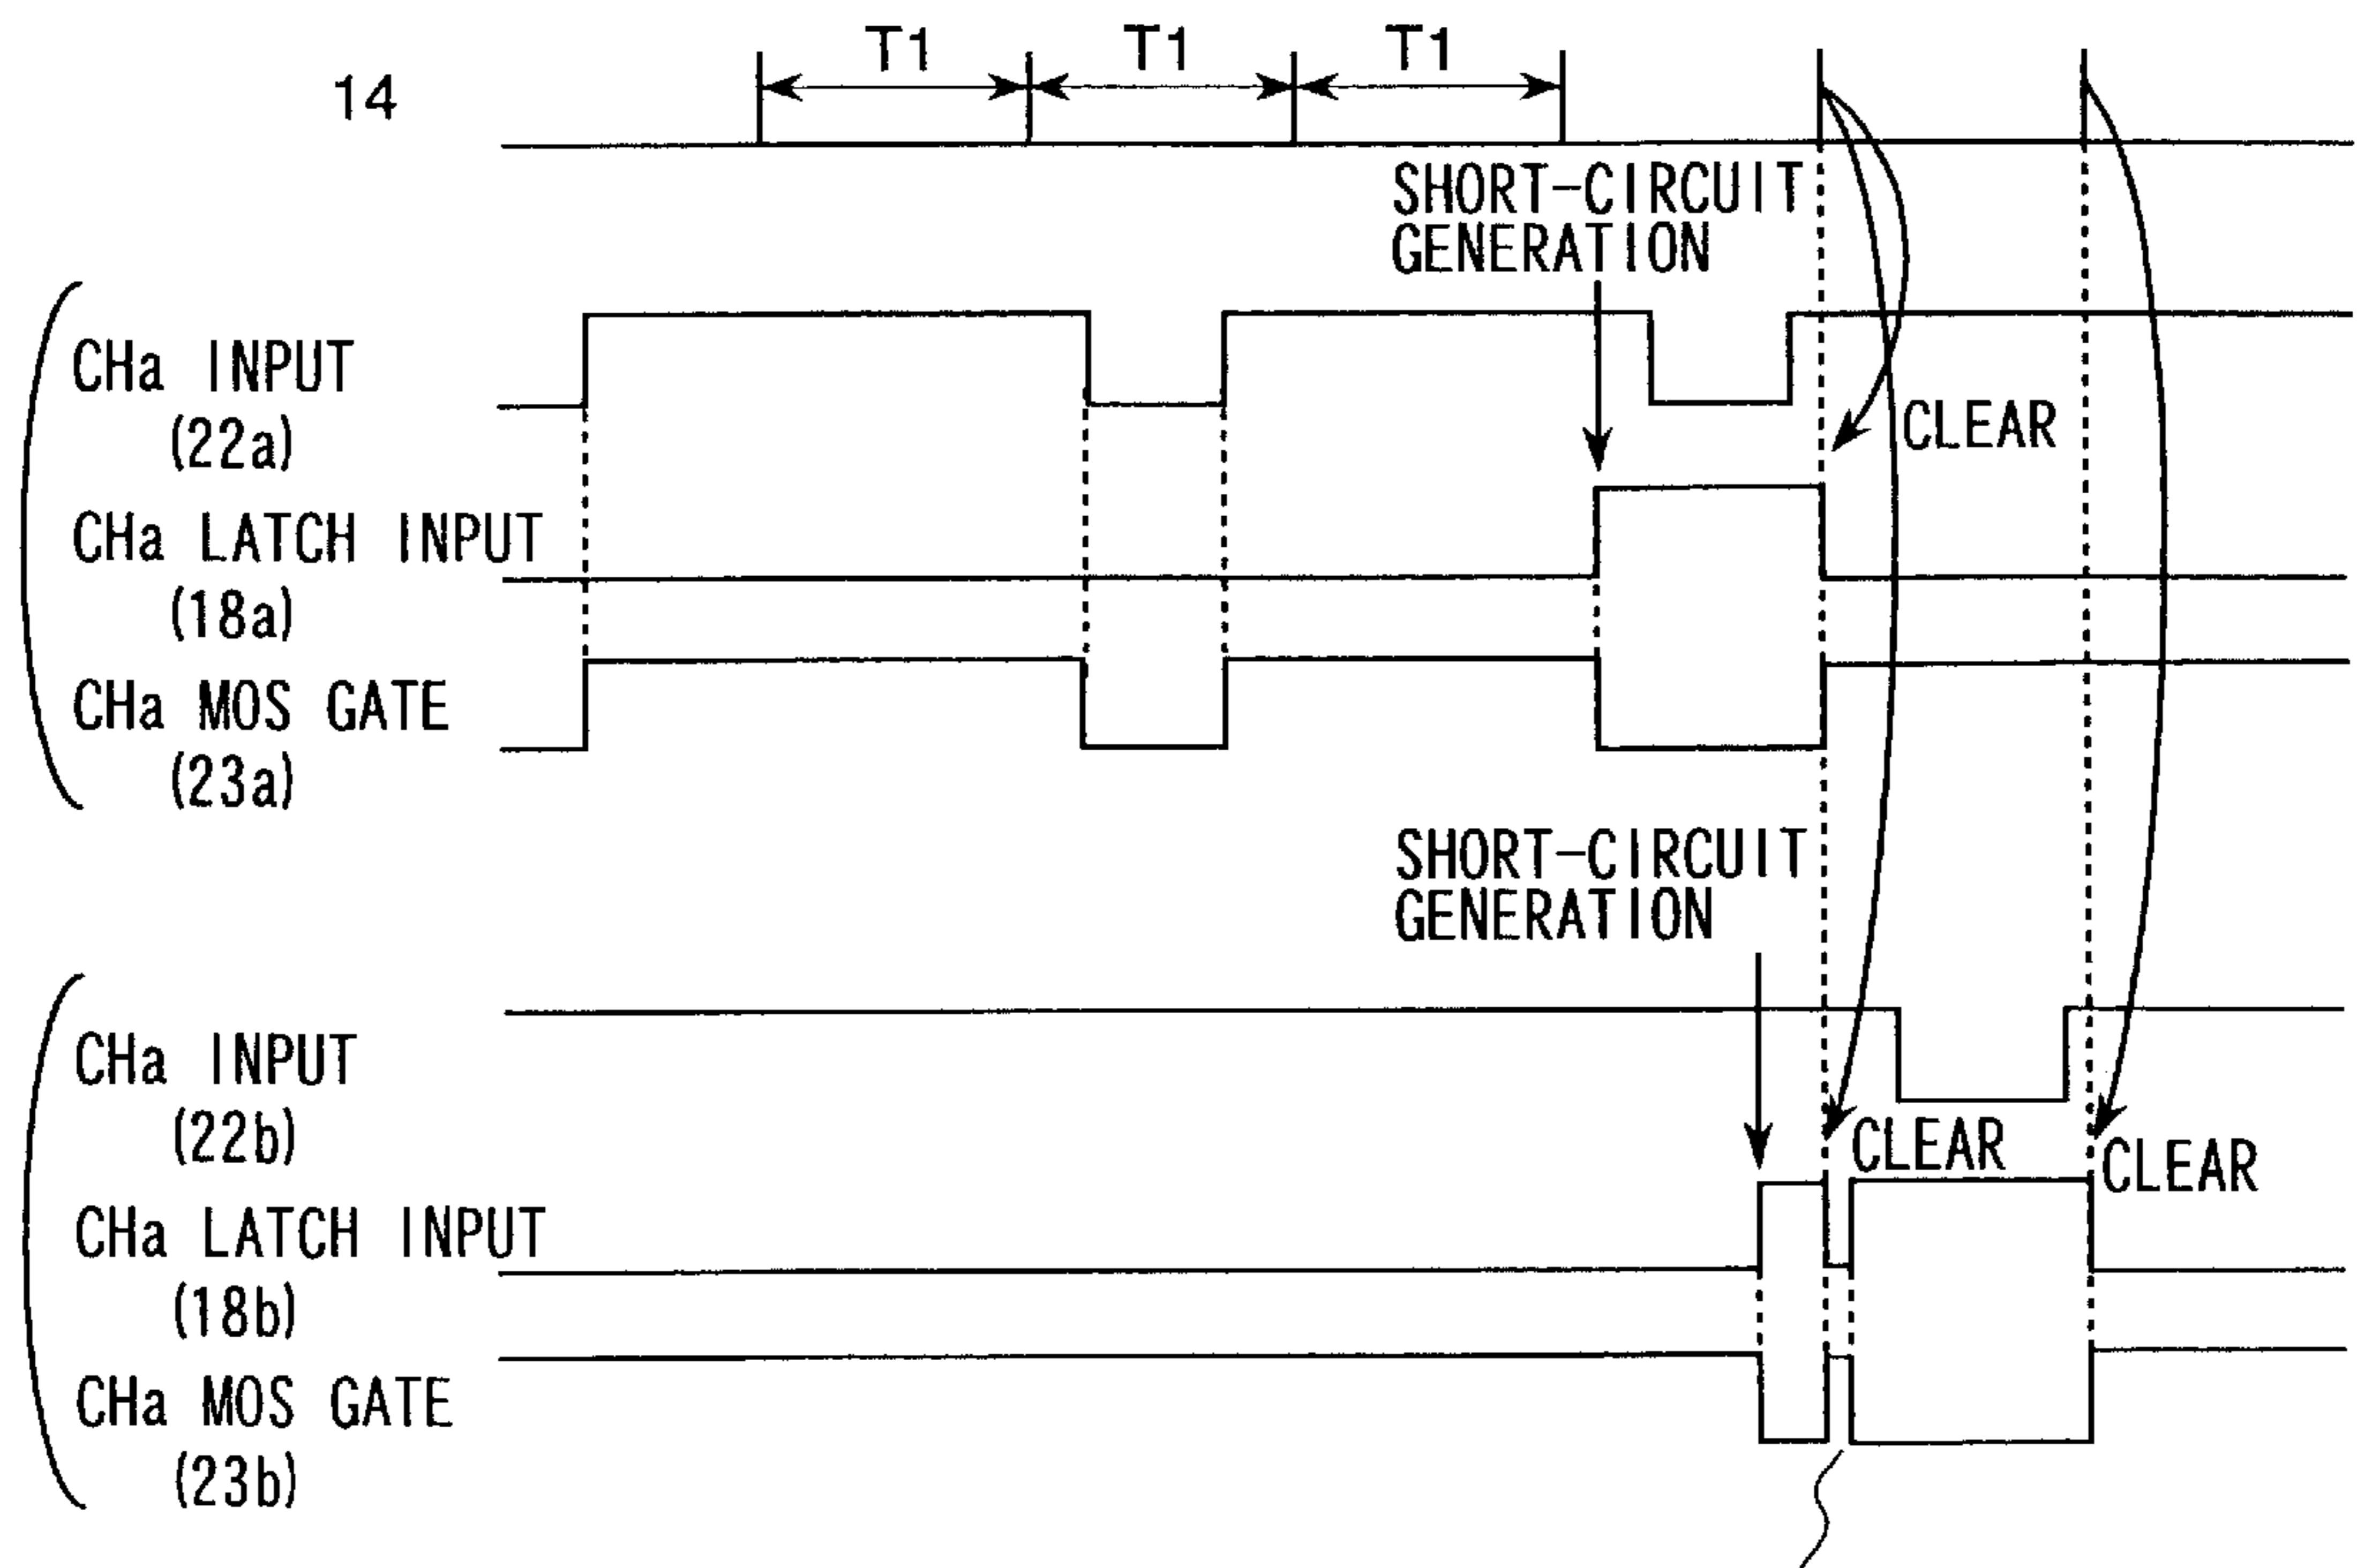 T1 T1 T1
14
SHORT-CIRCUIT
GENERATION
CHa INPUT
(22a)
CLEAR
CHa LATCH INPUT
(18a)
CHa MOS GATE
(23a)
SHORT-CIRCUIT
GENERATION
CHa INPUT
(22b)
CLEAR
CLEAR
CHa LATCH INPUT
(18b)
CHa MOS GATE
(23b)